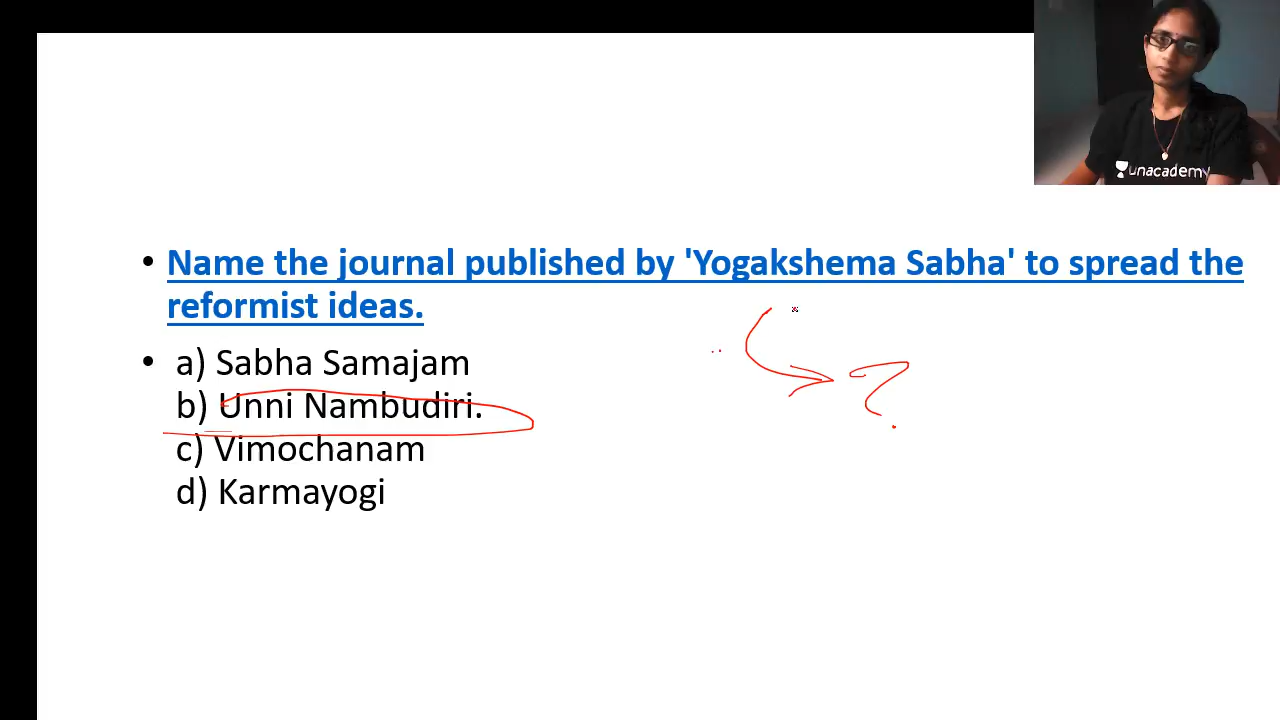 unacademy
• Name the journal published by 'Yogakshema Sabha' to spread the
reformist ideas.
• a) Sabha Samajam
b) Unni Nambudiri.
c) Vimochanam
d) Karmayogi
?